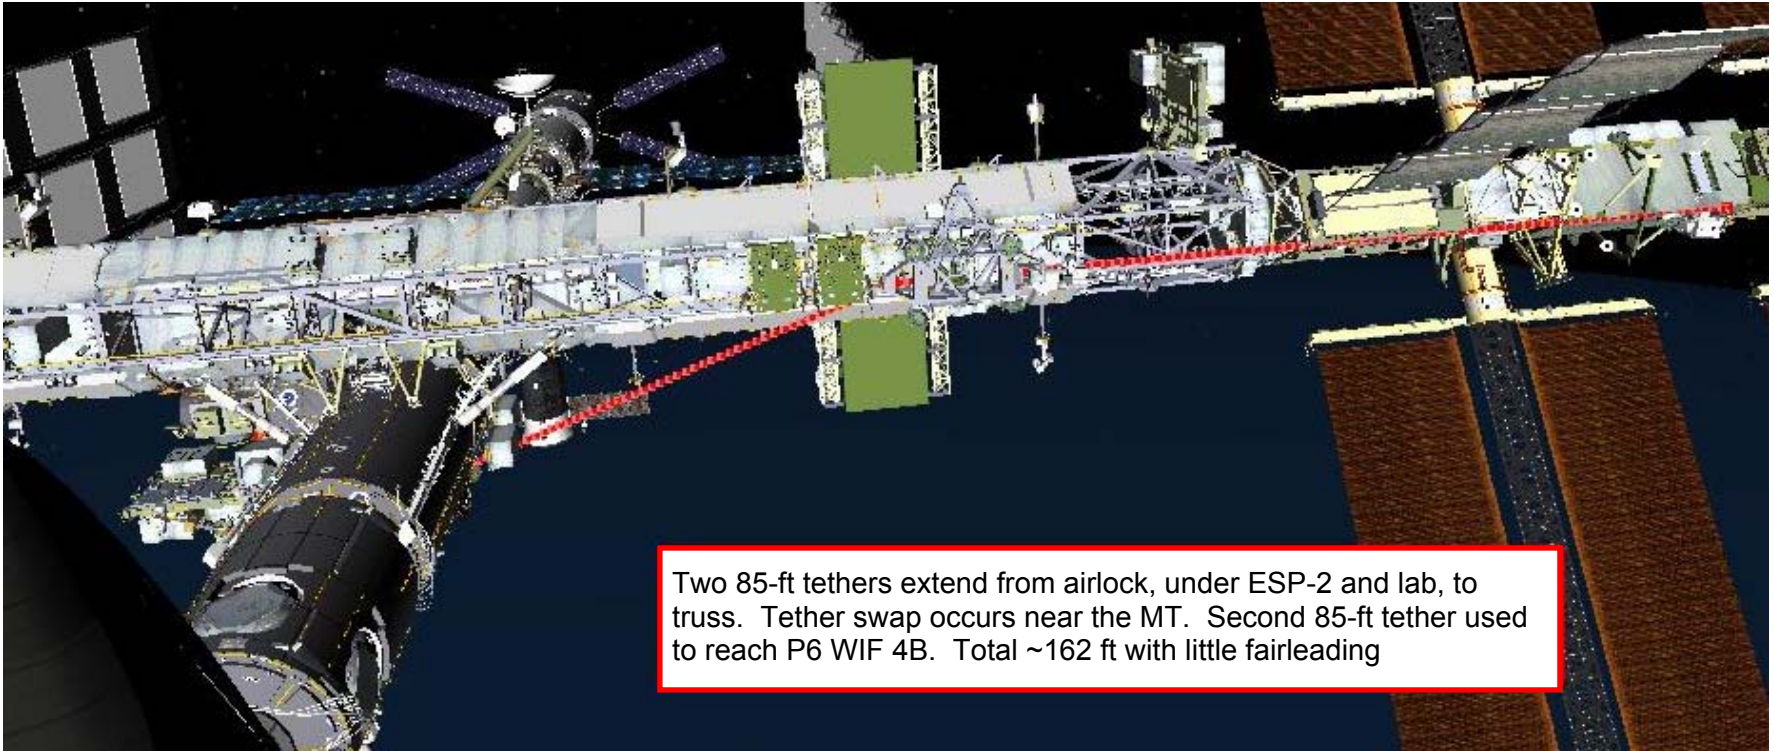 Two 85-ft tethers extend from airlock, under ESP-2 and lab, to
truss.  Tether swap occurs near the MT.  Second 85-ft tether used
to reach P6 WIF 4B.  Total ~162 ft with little fairleading